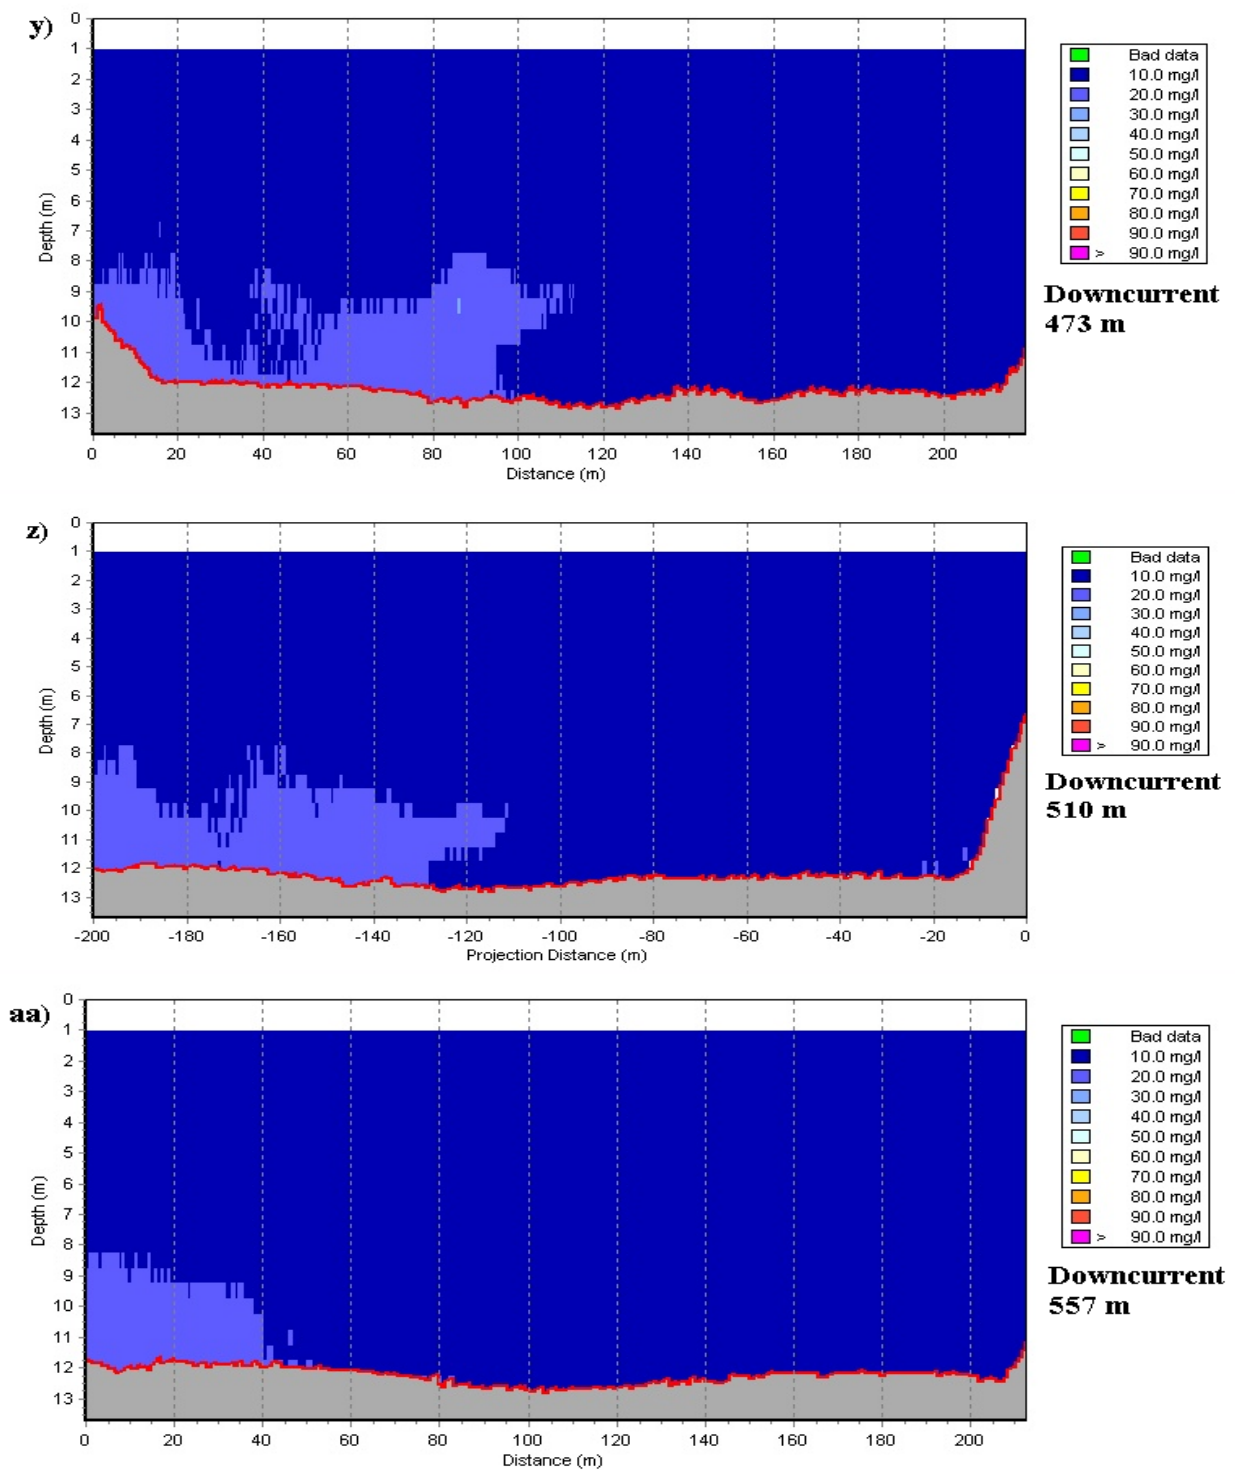 y)
0
1
2
3
4
5
6
7
8
9
10
11
12
13
Depth (m)
0 20 40 60 80 100 120 140 160 180 200
Distance (m)
Bad data
10.0 mg/l
20.0 mg/l
30.0 mg/l
40.0 mg/l
50.0 mg/l
60.0 mg/l
70.0 mg/l
80.0 mg/l
90.0 mg/l
> 90.0 mg/l
Downcurrent
473 m
z)
0
1
2
3
4
5
6
7
8
9
10
11
12
13
Depth (m)
-200 -180 -160 -140 -120 -100 -80 -60 -40 -20 0
Projection Distance (m)
Bad data
10.0 mg/l
20.0 mg/l
30.0 mg/l
40.0 mg/l
50.0 mg/l
60.0 mg/l
70.0 mg/l
80.0 mg/l
90.0 mg/l
> 90.0 mg/l
Downcurrent
510 m
aa)
0
1
2
3
4
5
6
7
8
9
10
11
12
13
Depth (m)
0 20 40 60 80 100 120 140 160 180 200
Distance (m)
Bad data
10.0 mg/l
20.0 mg/l
30.0 mg/l
40.0 mg/l
50.0 mg/l
60.0 mg/l
70.0 mg/l
80.0 mg/l
90.0 mg/l
> 90.0 mg/l
Downcurrent
557 m